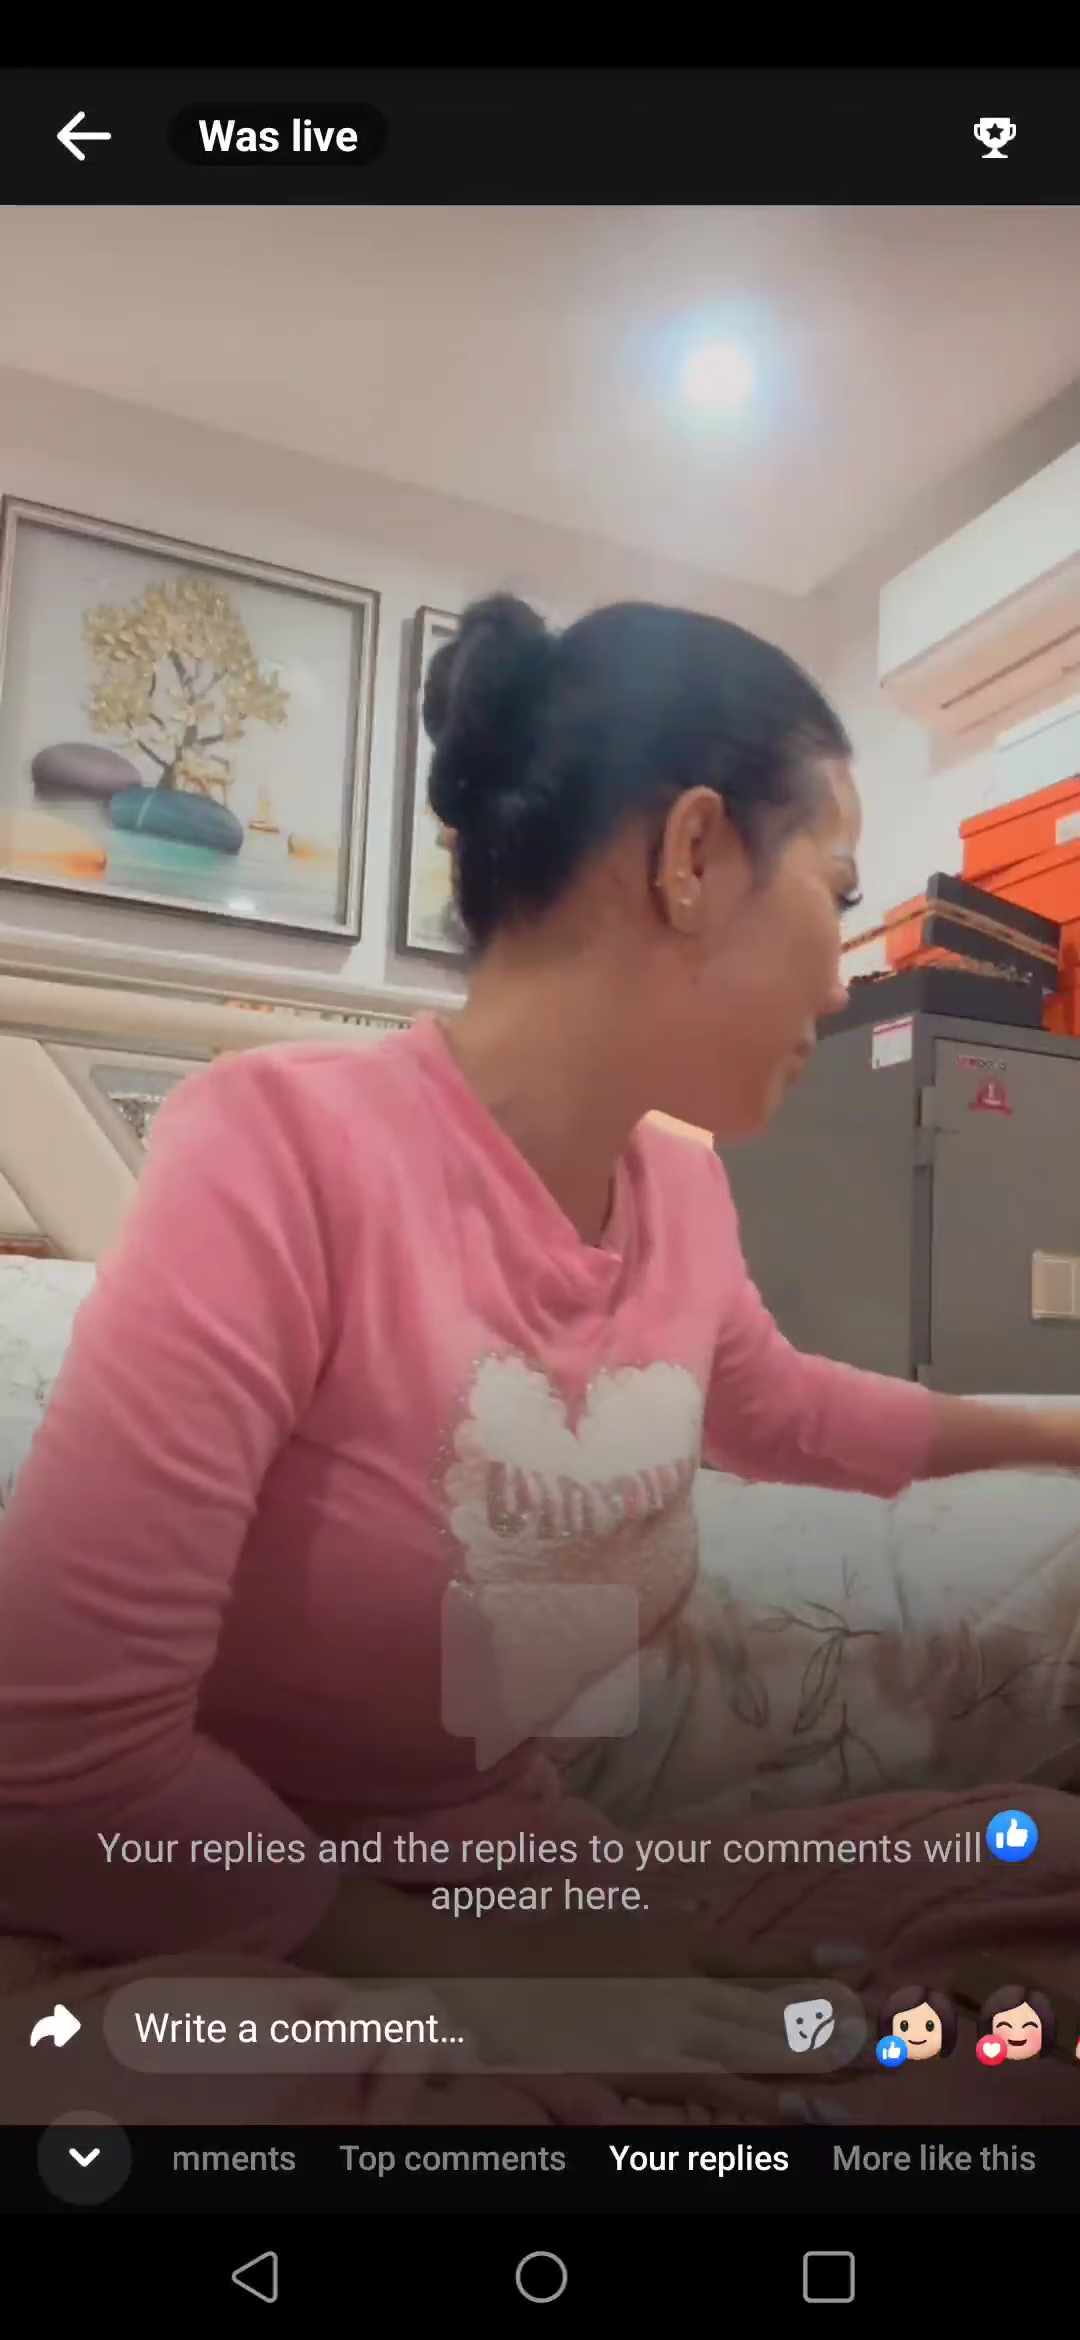 Was live
Your replies and the replies to your comments will
appear here.
Write a comment...
mments Top comments Your replies More like this